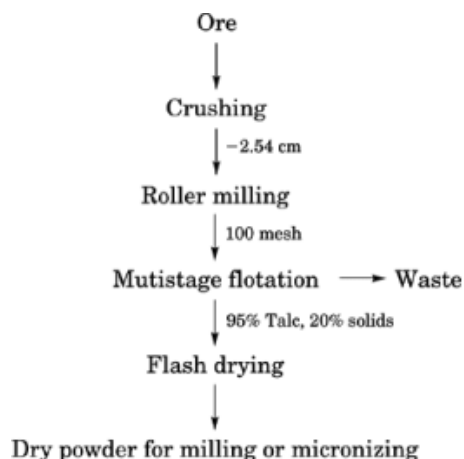 Ore
Crushing
−2.54 cm
Roller milling
100 mesh
Mutistage flotation
Waste
95% Talc, 20% solids
Flash drying
Dry powder for milling or micronizing